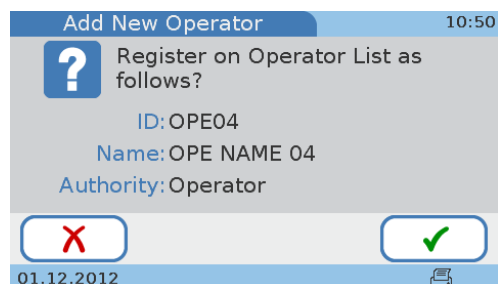 Add New Operator 10:50
Register on Operator List as
follows?
ID: OPE04
Name: OPE NAME 04
Authority: Operator
01.12.2012